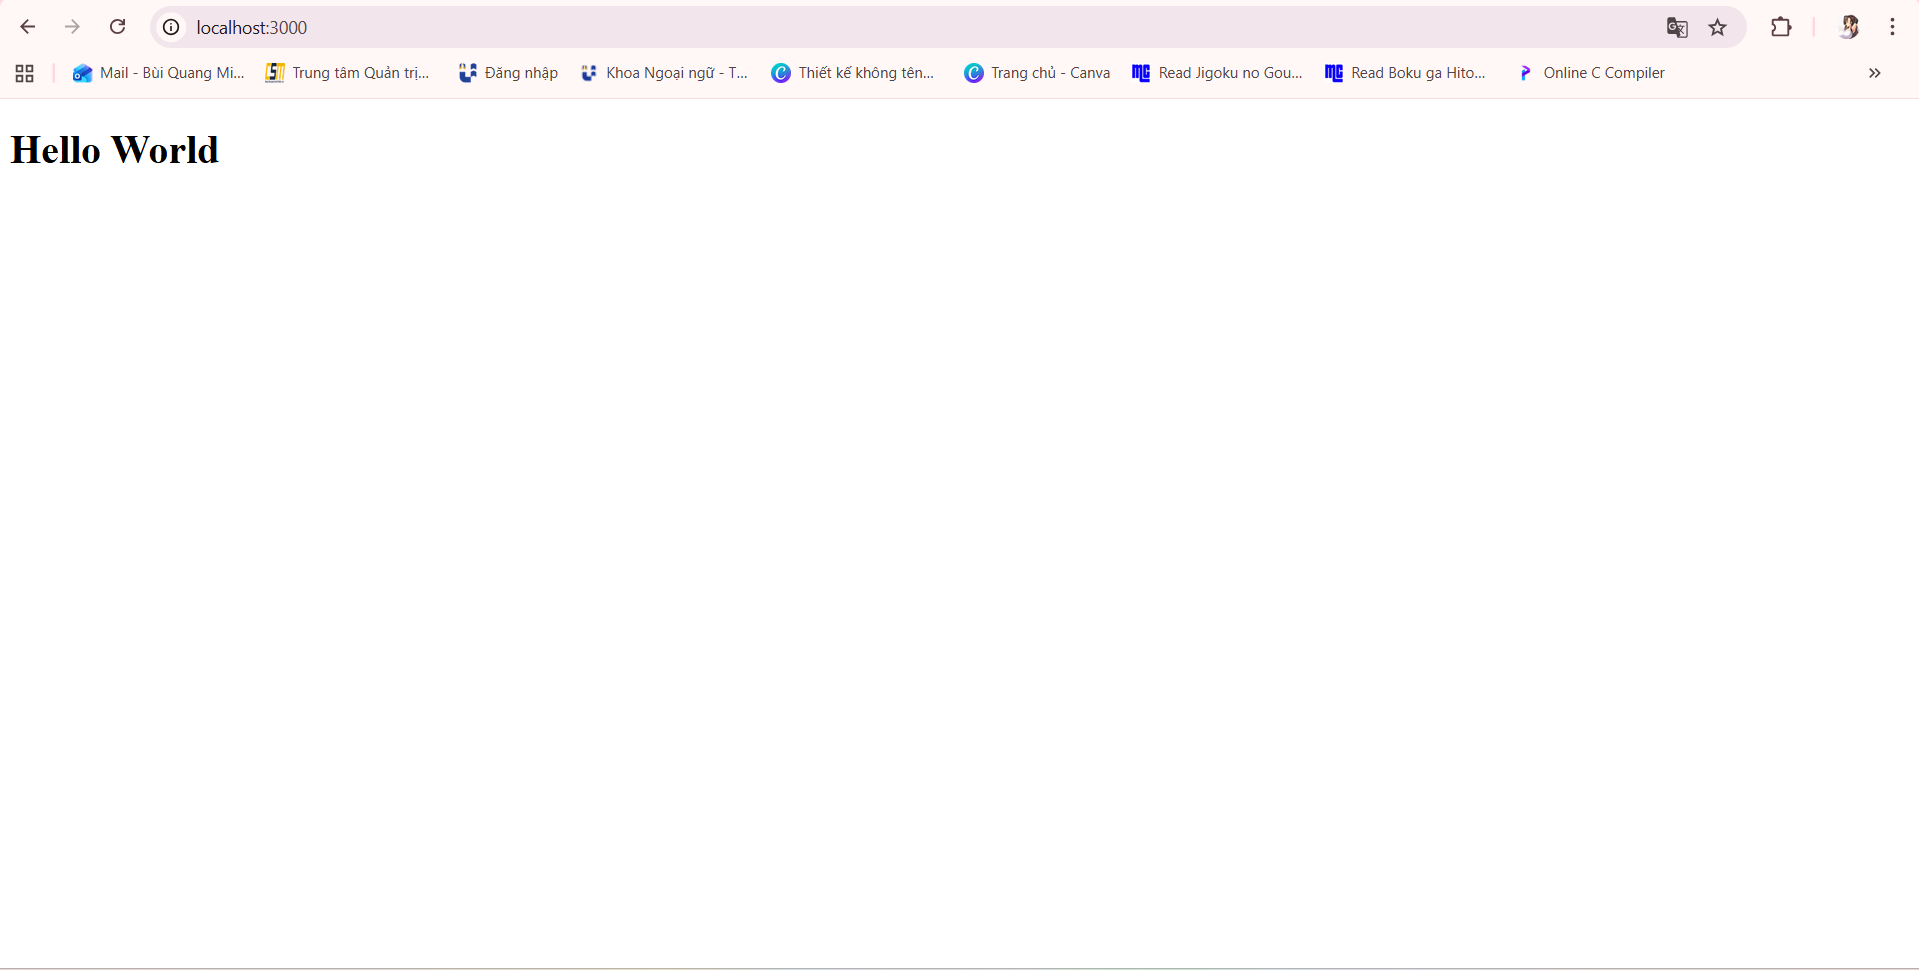 localhost:3000
Mail - Bùi Quang Mi... Trung tâm Quản trị... Đăng nhập Khoa Ngoại ngữ - T... Thiết kế không tên... Trang chủ - Canva Read Jigoku no Gou... Read Boku ga Hito... Online C Compiler
Hello World